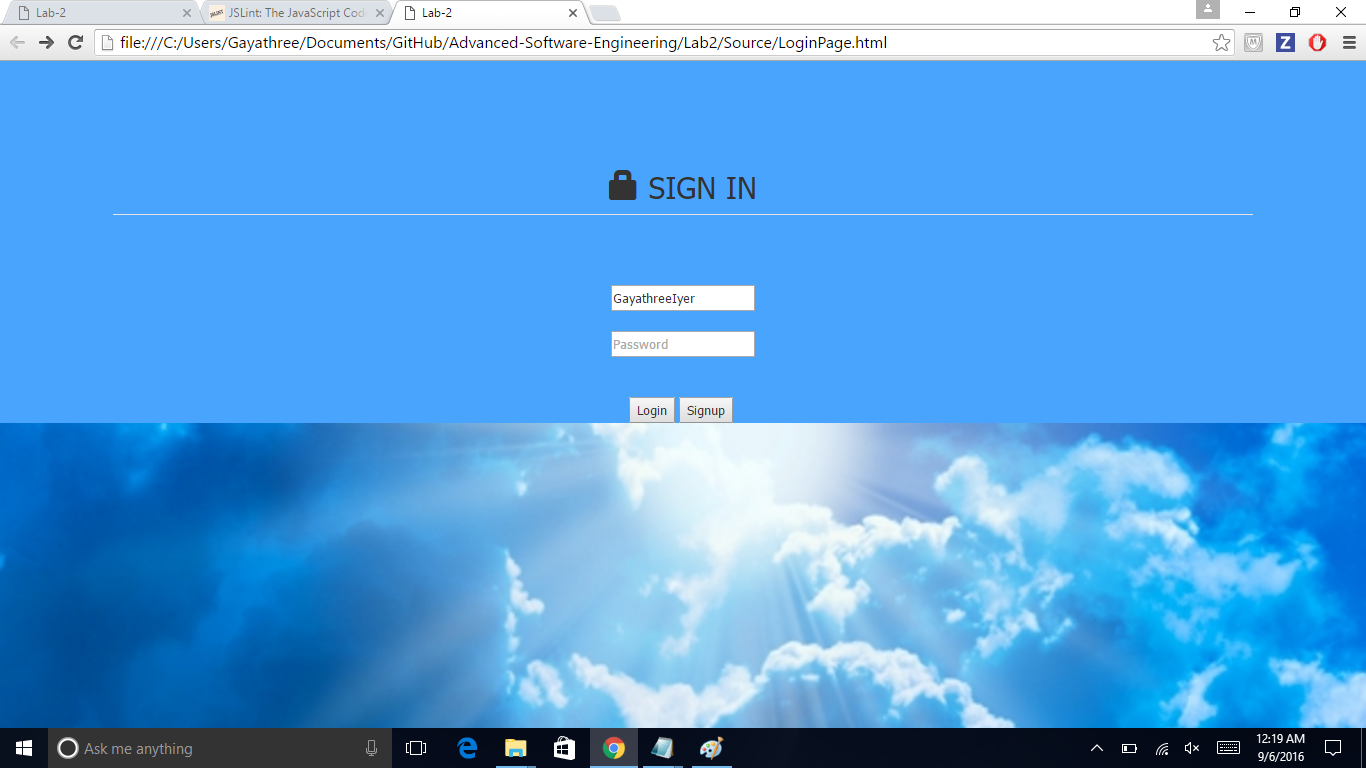 Lab-2
JSLint: The JavaScript Cod
Lab-2
file:///C:/Users/Gayathree/Documents/GitHub/Advanced-Software-Engineering/Lab2/Source/LoginPage.html
Z
SIGN IN
GayathreeIyer
Password
Login Signup
Ask me anything
12:19 AM
9/6/2016